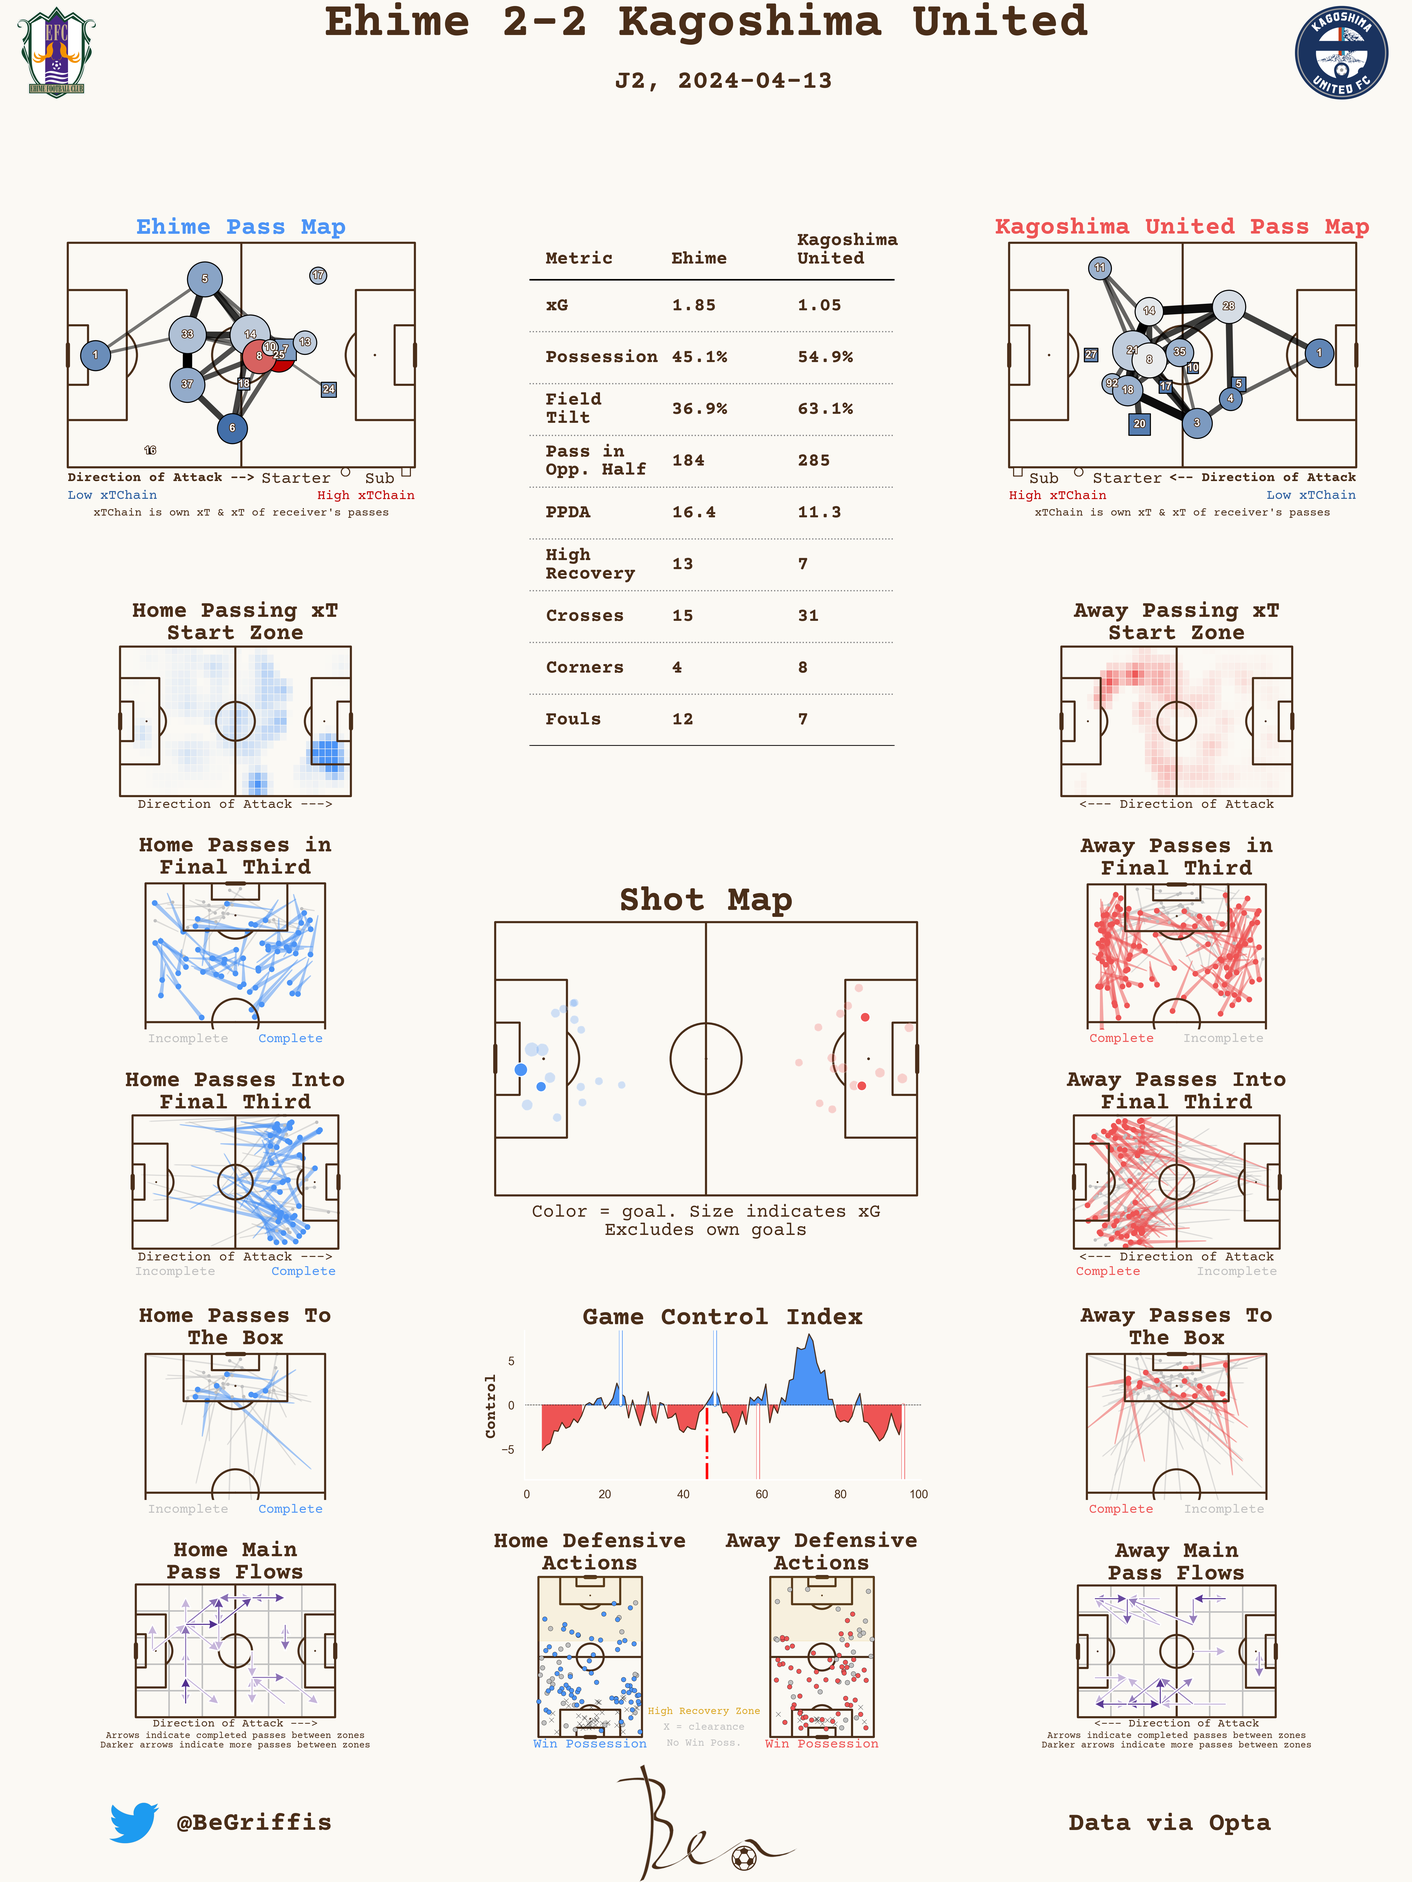 Ehime 2-2 Kagoshima United
J2, 2024-04-13
EFC
EHIME FOOTBALL CLUB
KAGOSHIMA
UNITED FC
Ehime Pass Map
5
17
33
14
13
10
7
1
8
25
37
18
24
6
16
Direction of Attack --> Starter Sub
Low xTChain High xTChain
xTChain is own xT & xT of receiver's passes
Metric Ehime Kagoshima United
xG 1.85 1.05
Possession 45.1% 54.9%
Field Tilt 36.9% 63.1%
Pass in Opp. Half 184 285
PPDA 16.4 11.3
High Recovery 13 7
Crosses 15 31
Corners 4 8
Fouls 12 7
Kagoshima United Pass Map
11
14
28
27
21
8
35
1
10
92
18
17
5
4
20
3
Sub Starter <-- Direction of Attack
High xTChain Low xTChain
xTChain is own xT & xT of receiver's passes
Home Passing xT
Start Zone
Direction of Attack --->
Away Passing xT
Start Zone
<--- Direction of Attack
Home Passes in
Final Third
Incomplete Complete
Away Passes in
Final Third
Complete Incomplete
Shot Map
Color = goal. Size indicates xG
Excludes own goals
Home Passes Into
Final Third
Direction of Attack --->
Incomplete Complete
Away Passes Into
Final Third
<--- Direction of Attack
Complete Incomplete
Home Passes To
The Box
Incomplete Complete
Game Control Index
Control
5
0
−5
0 20 40 60 80 100
Away Passes To
The Box
Complete Incomplete
Home Main
Pass Flows
Direction of Attack --->
Arrows indicate completed passes between zones
Darker arrows indicate more passes between zones
Home Defensive
Actions
Win Possession
High Recovery Zone
X = clearance
No Win Poss.
Away Defensive
Actions
Win Possession
Away Main
Pass Flows
<--- Direction of Attack
Arrows indicate completed passes between zones
Darker arrows indicate more passes between zones
@BeGriffis
Ben
Data via Opta